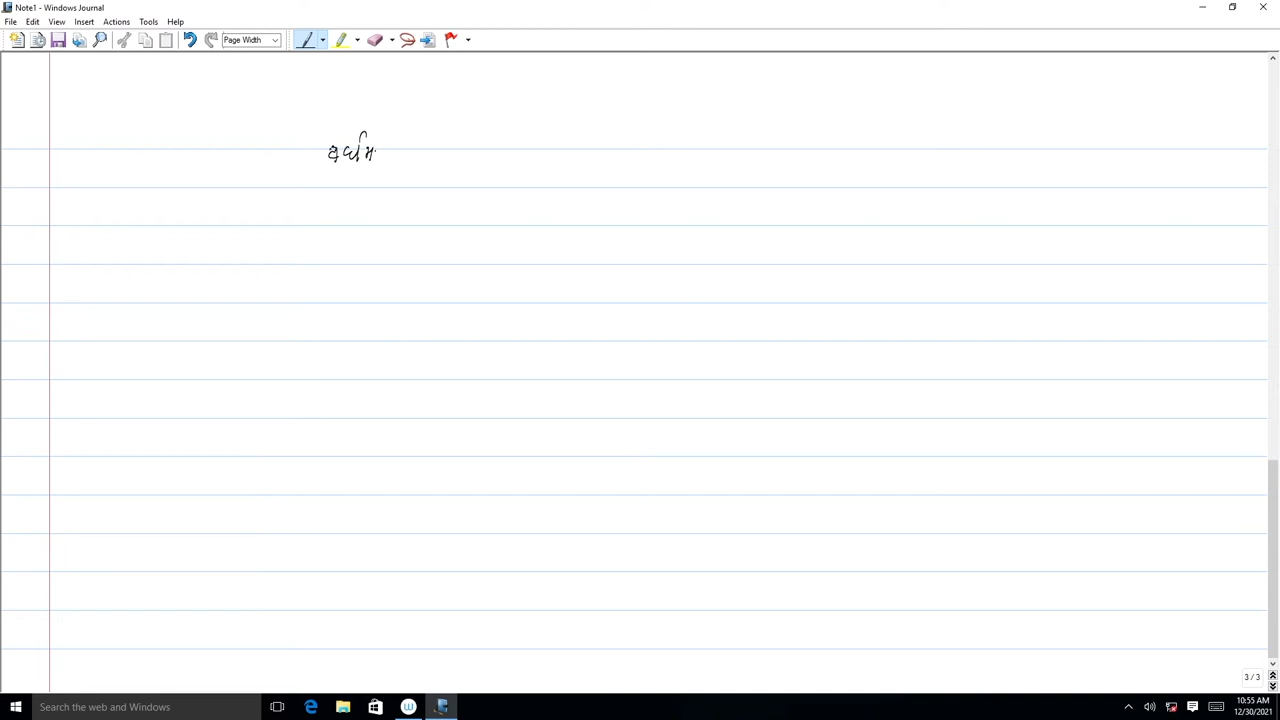 Note1 - Windows Journal
File Edit View Insert Actions Tools Help
Page Width
3 / 3
Search the web and Windows
10:55 AM
12/30/2021